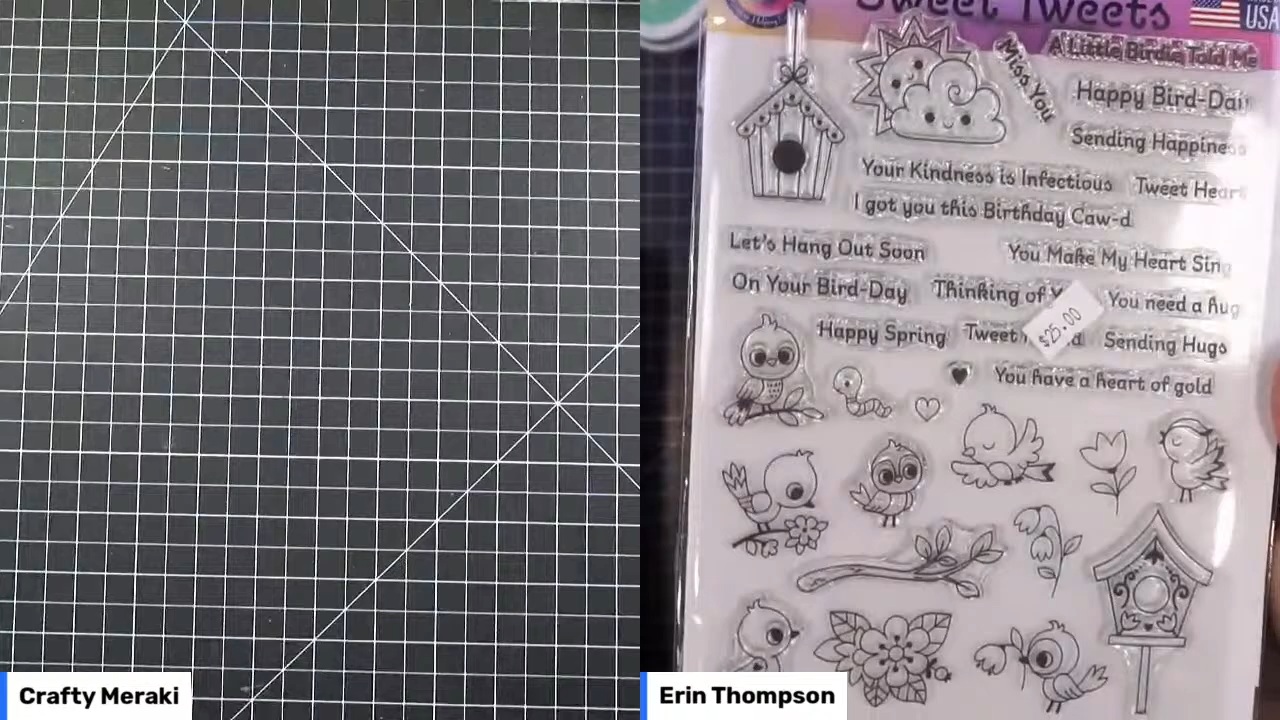 Sweet Tweets
USA
A Little Birdie Told Me
Miss You
Happy Bird-Day
Sending Happiness
Your Kindness is Infectious
Tweet Heart
I got you this Birthday Caw-d
Let's Hang Out Soon
You Make My Heart Sing
On Your Bird-Day
Thinking of
You need a hug
$25.00
Happy Spring
Tweet
Sending Hugs
You have a heart of gold
Crafty Meraki
Erin Thompson